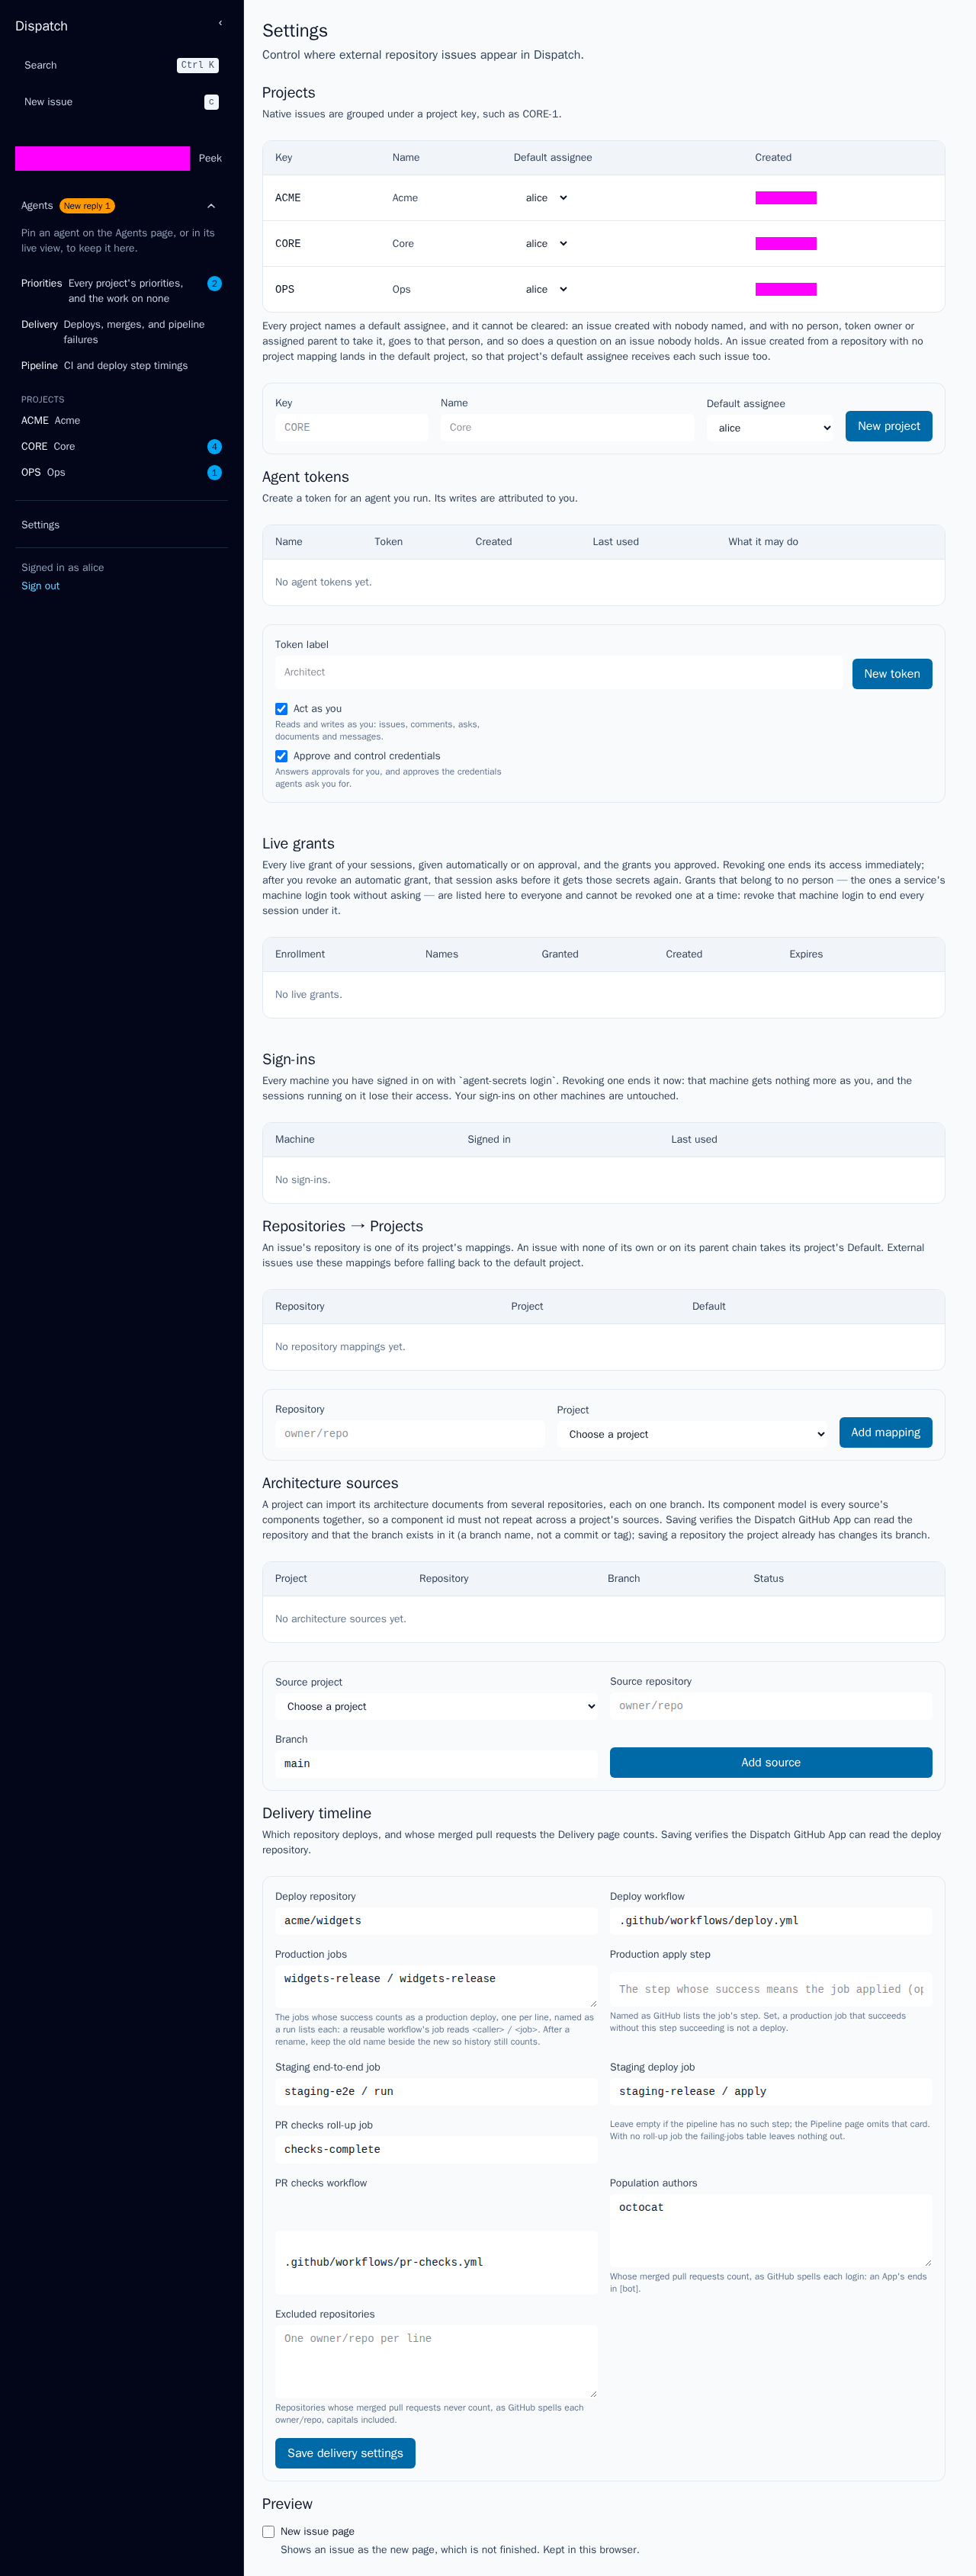 Dispatch
Search Ctrl K
New issue c
Peek
Agents New reply 1
Pin an agent on the Agents page, or in its
live view, to keep it here.
Priorities Every project's priorities, 2
and the work on none
Delivery Deploys, merges, and pipeline
failures
Pipeline CI and deploy step timings
PROJECTS
ACME Acme
CORE Core 4
OPS Ops 1
Settings
Signed in as alice
Sign out
Settings
Control where external repository issues appear in Dispatch.
Projects
Native issues are grouped under a project key, such as CORE-1.
Key Name Default assignee Created
ACME Acme alice
CORE Core alice
OPS Ops alice
Every project names a default assignee, and it cannot be cleared: an issue created with nobody named, and with no person, token owner or
assigned parent to take it, goes to that person, and so does a question on an issue nobody holds. An issue created from a repository with no
project mapping lands in the default project, so that project's default assignee receives each such issue too.
Key Name Default assignee
CORE Core alice New project
Agent tokens
Create a token for an agent you run. Its writes are attributed to you.
Name Token Created Last used What it may do
No agent tokens yet.
Token label
Architect New token
Act as you
Reads and writes as you: issues, comments, asks,
documents and messages.
Approve and control credentials
Answers approvals for you, and approves the credentials
agents ask you for.
Live grants
Every live grant of your sessions, given automatically or on approval, and the grants you approved. Revoking one ends its access immediately;
after you revoke an automatic grant, that session asks before it gets those secrets again. Grants that belong to no person — the ones a service's
machine login took without asking — are listed here to everyone and cannot be revoked one at a time: revoke that machine login to end every
session under it.
Enrollment Names Granted Created Expires
No live grants.
Sign-ins
Every machine you have signed in on with `agent-secrets login`. Revoking one ends it now: that machine gets nothing more as you, and the
sessions running on it lose their access. Your sign-ins on other machines are untouched.
Machine Signed in Last used
No sign-ins.
Repositories → Projects
An issue's repository is one of its project's mappings. An issue with none of its own or on its parent chain takes its project's Default. External
issues use these mappings before falling back to the default project.
Repository Project Default
No repository mappings yet.
Repository Project
owner/repo Choose a project Add mapping
Architecture sources
A project can import its architecture documents from several repositories, each on one branch. Its component model is every source's
components together, so a component id must not repeat across a project's sources. Saving verifies the Dispatch GitHub App can read the
repository and that the branch exists in it (a branch name, not a commit or tag); saving a repository the project already has changes its branch.
Project Repository Branch Status
No architecture sources yet.
Source project Source repository
Choose a project owner/repo
Branch
main Add source
Delivery timeline
Which repository deploys, and whose merged pull requests the Delivery page counts. Saving verifies the Dispatch GitHub App can read the deploy
repository.
Deploy repository Deploy workflow
acme/widgets .github/workflows/deploy.yml
Production jobs Production apply step
widgets-release / widgets-release
The step whose success means the job applied (op
The jobs whose success counts as a production deploy, one per line, named as
a run lists each: a reusable workflow's job reads <caller> / <job>. After a
rename, keep the old name beside the new so history still counts.
Named as GitHub lists the job's step. Set, a production job that succeeds
without this step succeeding is not a deploy.
Staging end-to-end job Staging deploy job
staging-e2e / run staging-release / apply
PR checks roll-up job
checks-complete
Leave empty if the pipeline has no such step; the Pipeline page omits that card.
With no roll-up job the failing-jobs table leaves nothing out.
PR checks workflow Population authors
.github/workflows/pr-checks.yml
octocat
Whose merged pull requests count, as GitHub spells each login: an App's ends
in [bot].
Excluded repositories
One owner/repo per line
Repositories whose merged pull requests never count, as GitHub spells each
owner/repo, capitals included.
Save delivery settings
Preview
New issue page
Shows an issue as the new page, which is not finished. Kept in this browser.